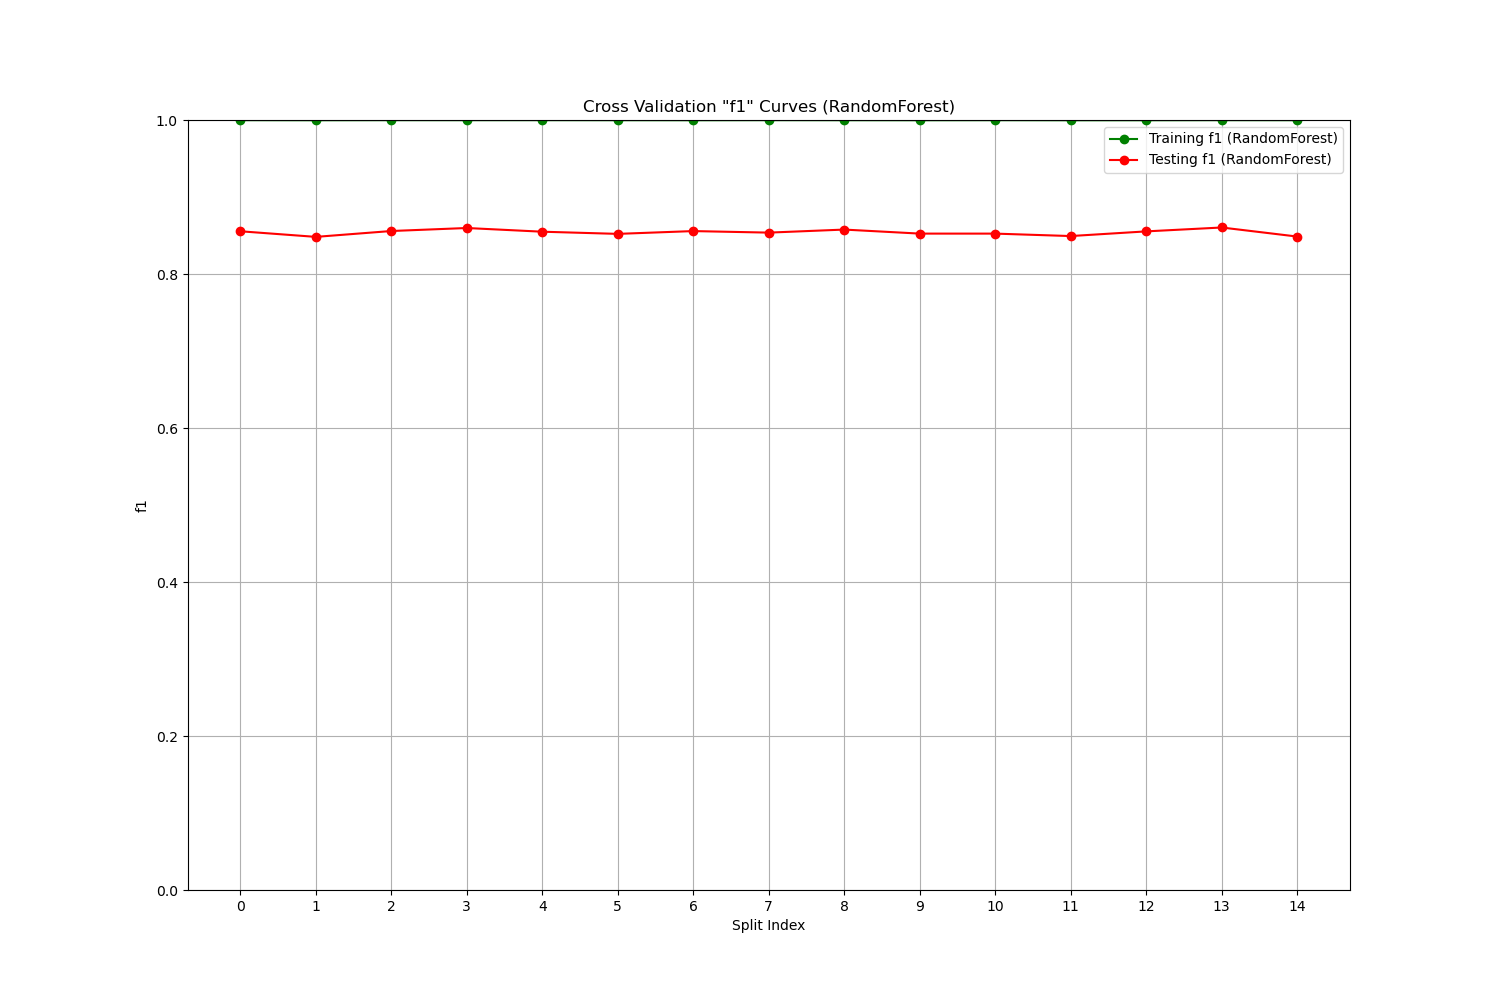 Cross Validation "f1" Curves (RandomForest)
Training f1 (RandomForest)
Testing f1 (RandomForest)
1.0
0.8
0.6
0.4
0.2
0.0
f1
0 1 2 3 4 5 6 7 8 9 10 11 12 13 14
Split Index